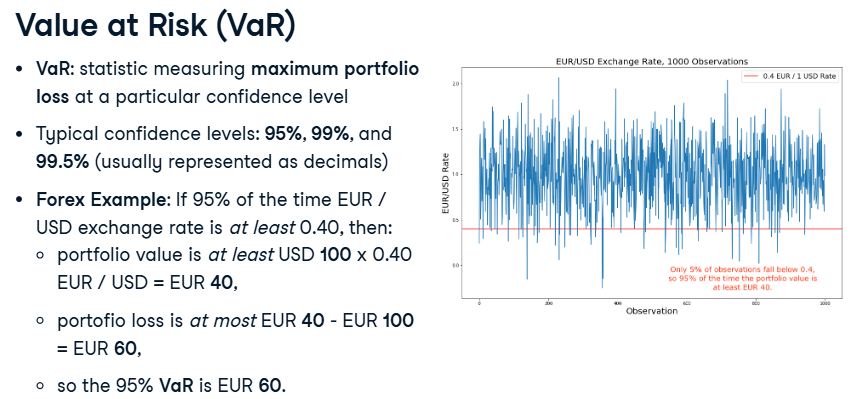 Value at Risk (VaR)
• VaR: statistic measuring maximum portfolio
loss at a particular confidence level
• Typical confidence levels: 95%, 99%, and
99.5% (usually represented as decimals)
• Forex Example: If 95% of the time EUR /
USD exchange rate is at least 0.40, then:
○ portfolio value is at least USD 100 x 0.40
EUR / USD = EUR 40,
○ portofio loss is at most EUR 40 - EUR 100
= EUR 60,
○ so the 95% VaR is EUR 60.
EUR/USD Exchange Rate, 1000 Observations
0.4 EUR / 1 USD Rate
EUR/USD Rate
2.0
1.5
1.0
0.5
0.0
Only 5% of observations fall below 0.4,
so 95% of the time the portfolio value is
at least EUR 40.
0 200 400 600 800 1000
Observation